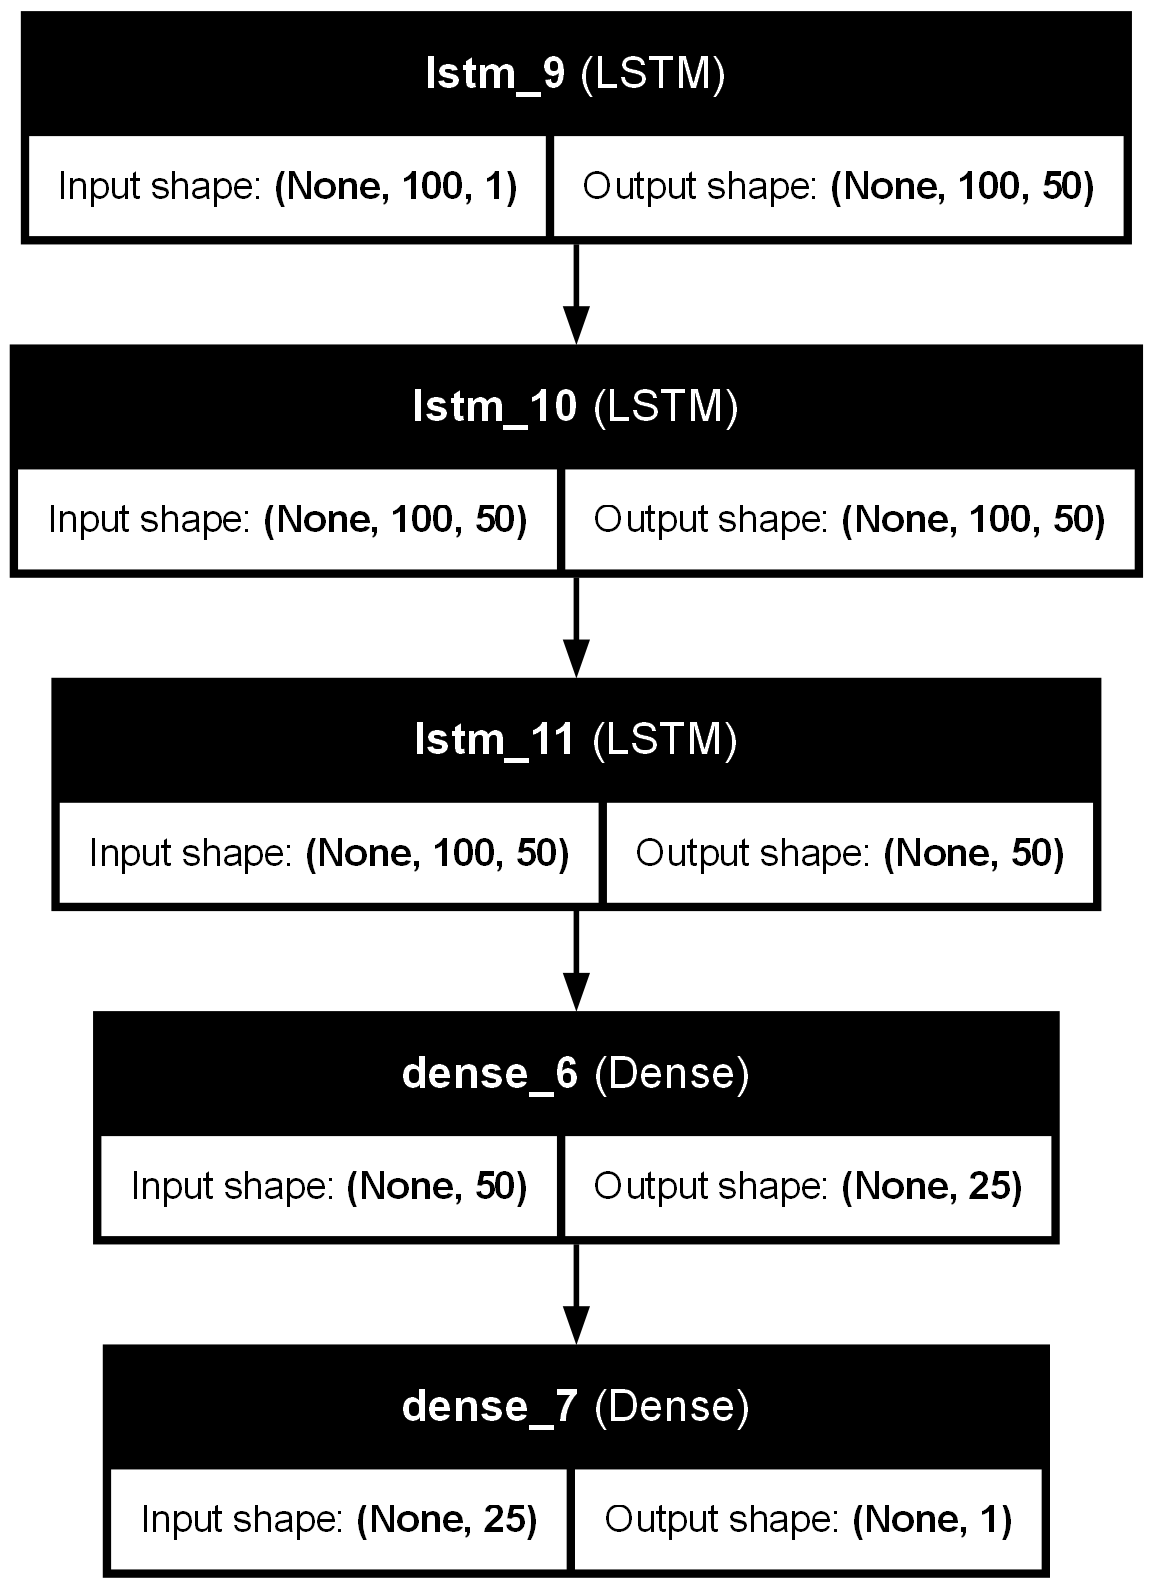 lstm_9 (LSTM)
Input shape: (None, 100, 1) Output shape: (None, 100, 50)
lstm_10 (LSTM)
Input shape: (None, 100, 50) Output shape: (None, 100, 50)
lstm_11 (LSTM)
Input shape: (None, 100, 50) Output shape: (None, 50)
dense_6 (Dense)
Input shape: (None, 50) Output shape: (None, 25)
dense_7 (Dense)
Input shape: (None, 25) Output shape: (None, 1)